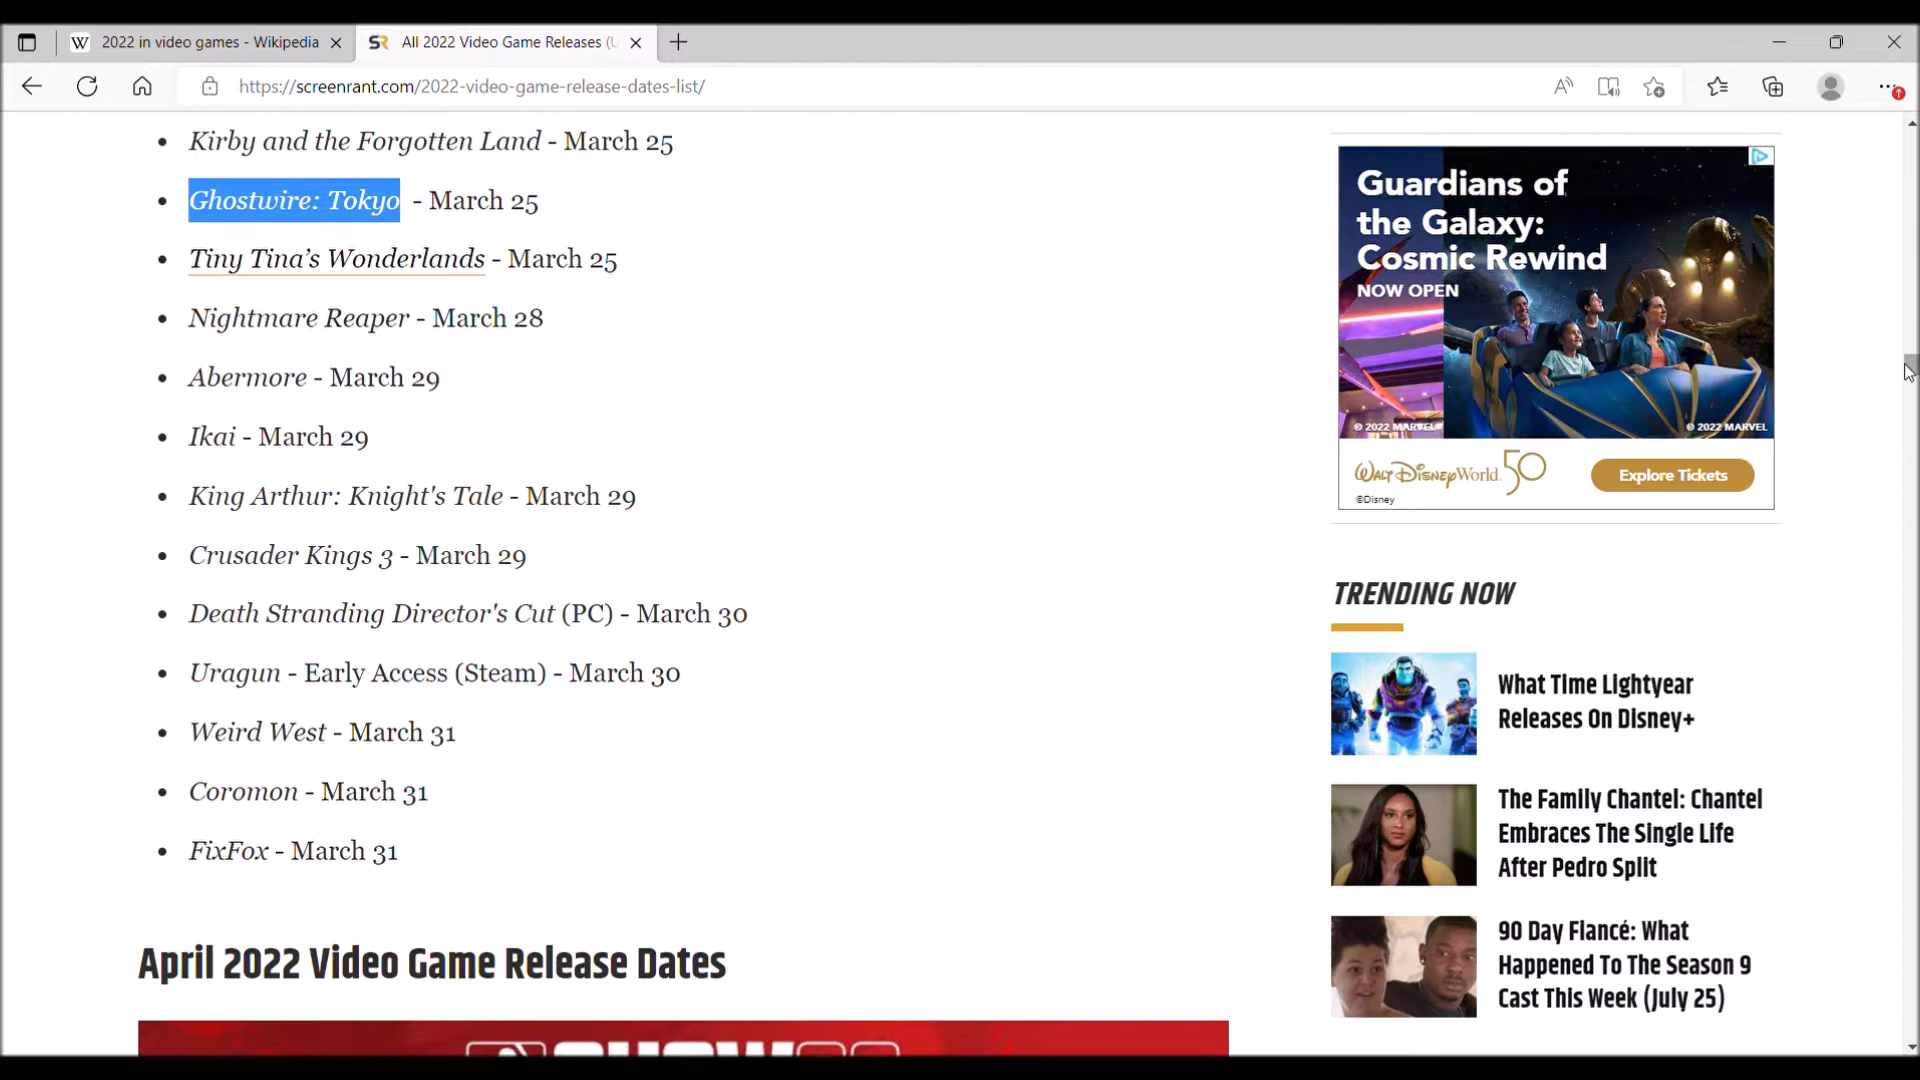 2022 in video games - Wikipedia
All 2022 Video Game Releases (U
https://screenrant.com/2022-video-game-release-dates-list/
Kirby and the Forgotten Land - March 25
Ghostwire: Tokyo - March 25
Tiny Tina’s Wonderlands - March 25
Nightmare Reaper - March 28
Abermore - March 29
Ikai - March 29
King Arthur: Knight's Tale - March 29
Crusader Kings 3 - March 29
Death Stranding Director's Cut (PC) - March 30
Uragun - Early Access (Steam) - March 30
Weird West - March 31
Coromon - March 31
FixFox - March 31
April 2022 Video Game Release Dates
Guardians of
the Galaxy:
Cosmic Rewind
NOW OPEN
© 2022 MARVEL
© 2022 MARVEL
Walt Disney World 50
©Disney
Explore Tickets
TRENDING NOW
What Time Lightyear
Releases On Disney+
The Family Chantel: Chantel
Embraces The Single Life
After Pedro Split
90 Day Fiancé: What
Happened To The Season 9
Cast This Week (July 25)